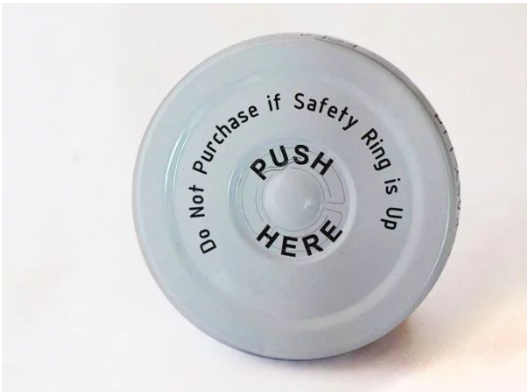 Do Not Purchase if Safety Ring is Up
PUSH
HERE